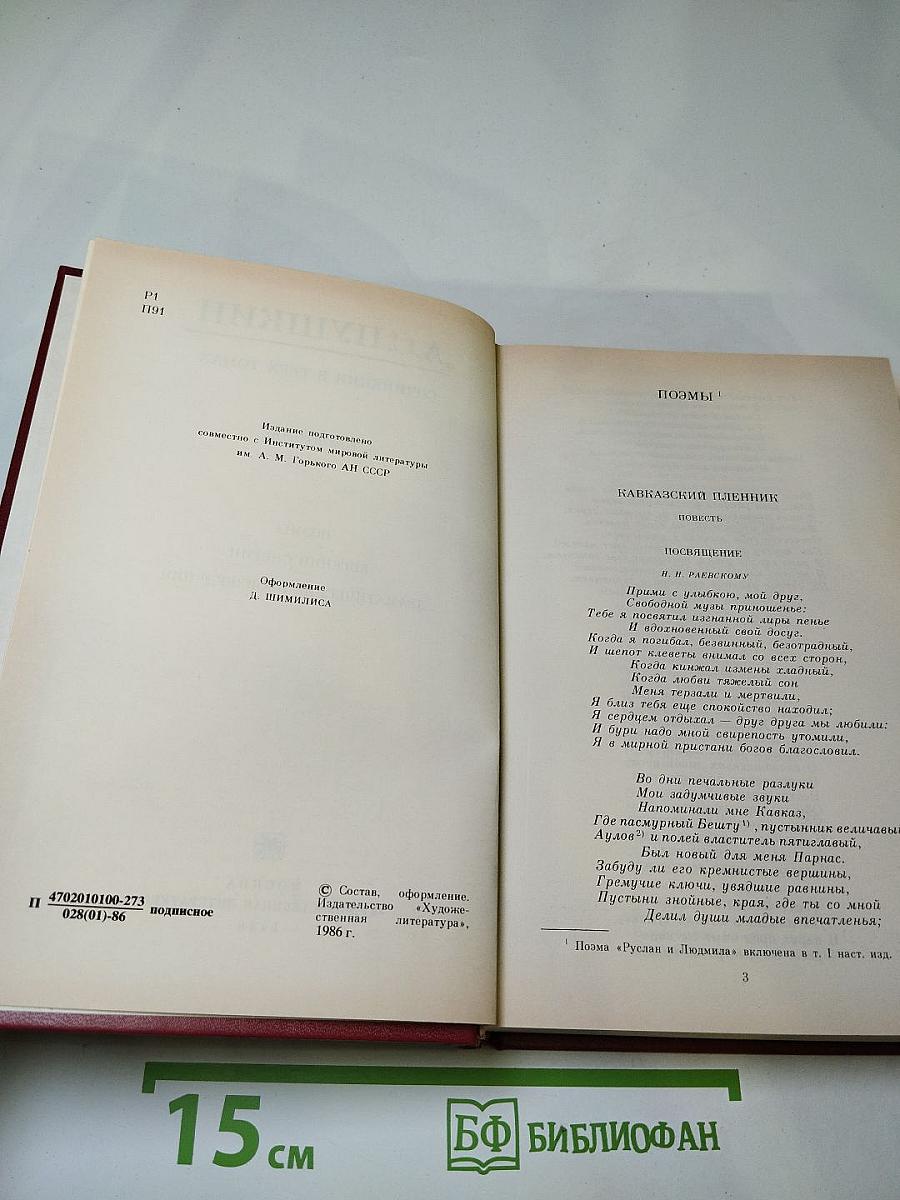 Р1
П91
Издание подготовлено
совместно с Институтом мировой литературы
им. А. М. Горького АН СССР
Оформление
Д. ШИМИЛИСА
П 4702010100-273 подписное
028(01)-86
© Состав, оформление.
Издательство «Художе-
ственная литература»,
1986 г.
ПОЭМЫ 1
КАВКАЗСКИЙ ПЛЕННИК
ПОВЕСТЬ
ПОСВЯЩЕНИЕ
Н. Н. РАЕВСКОМУ
Прими с улыбкою, мой друг,
Свободной музы приношенье:
Тебе я посвятил изгнанной лиры пенье
И вдохновенный свой досуг.
Когда я погибал, безвинный, безотрадный,
И шепот клеветы внимал со всех сторон,
Когда кинжал измены хладный,
Когда любви тяжелый сон
Меня терзали и мертвили,
Я близ тебя еще спокойство находил;
Я сердцем отдыхал — друг друга мы любили:
И бури надо мной свирепость утомили,
Я в мирной пристани богов благословил.
Во дни печальные разлуки
Мои задумчивые звуки
Напоминали мне Кавказ,
Где пасмурный Бешту 1), пустынник величавый,
Аулов 2) и полей властитель пятиглавый,
Был новый для меня Парнас.
Забуду ли его кремнистые вершины,
Гремучие ключи, увядшие равнины,
Пустыни знойные, края, где ты со мной
Делил души младые впечатленья;
1 Поэма «Руслан и Людмила» включена в т. 1 наст. изд.
3
15 см
БФ БИБЛИОФАН